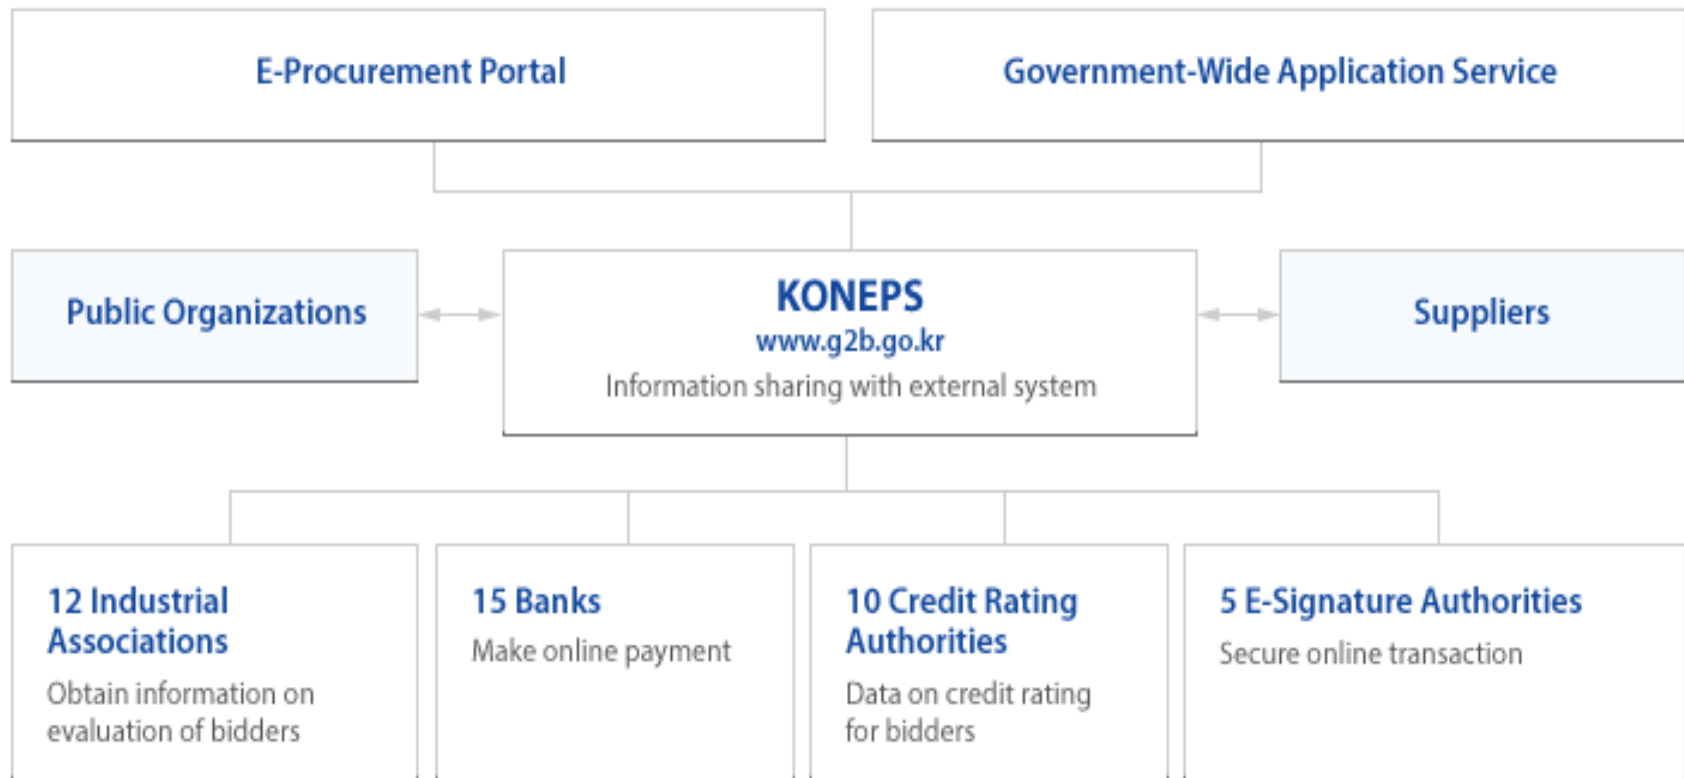 E-Procurement Portal
Government-Wide Application Service
Public Organizations
KONEPS
www.g2b.go.kr
Information sharing with external system
Suppliers
12 Industrial
Associations
Obtain information on
evaluation of bidders
15 Banks
Make online payment
10 Credit Rating
Authorities
Data on credit rating
for bidders
5 E-Signature Authorities
Secure online transaction